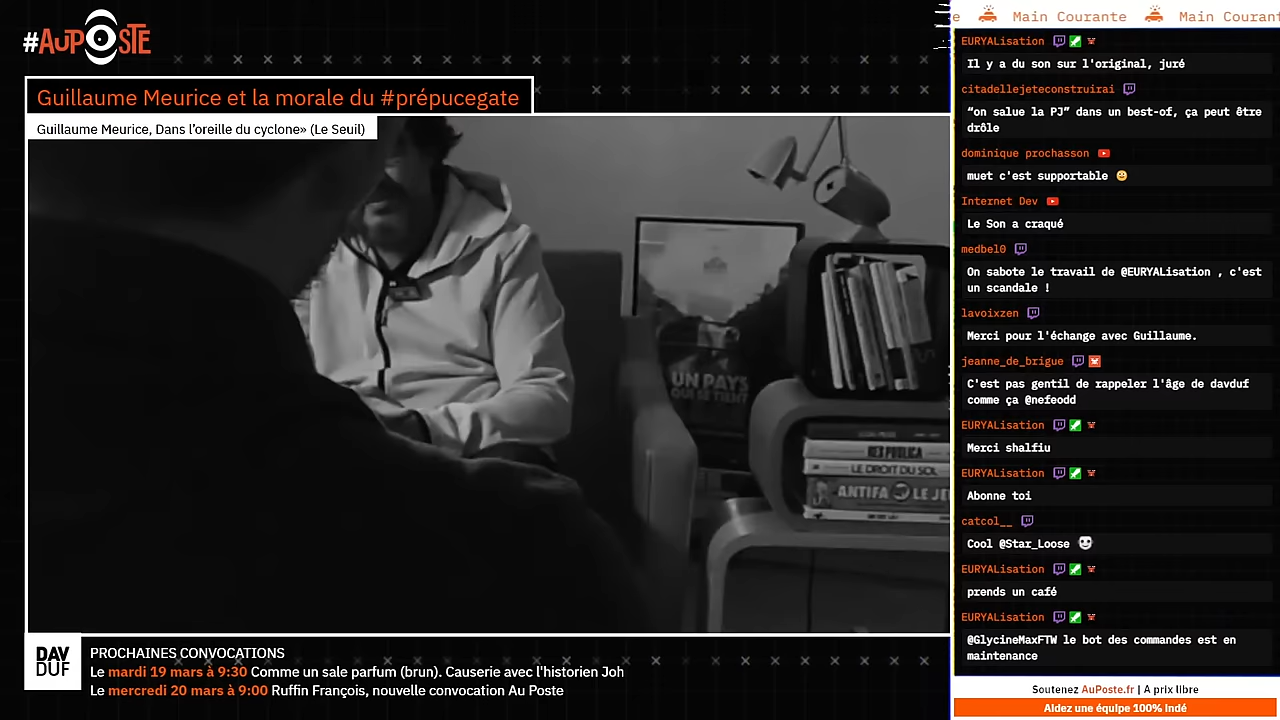 #AuPOSTE
Guillaume Meurice et la morale du #prépucegate
Guillaume Meurice, Dans l'oreille du cyclone» (Le Seuil)
UN PAYS
QUI SE TIENT
RES PUBLICA
LE DROIT DU SOL
ANTIFA LE JE
DAV
DUF
PROCHAINES CONVOCATIONS
Le mardi 19 mars à 9:30 Comme un sale parfum (brun). Causerie avec l'historien Joh
Le mercredi 20 mars à 9:00 Ruffin François, nouvelle convocation Au Poste
e Main Courante Main Courant
EURYALisation
Il y a du son sur l'original, juré
citadellejeteconstruirai
“on salue la PJ” dans un best-of, ça peut être
drôle
dominique prochasson
muet c'est supportable
Internet Dev
Le Son a craqué
medbel0
On sabote le travail de @EURYALisation , c'est
un scandale !
lavoixzen
Merci pour l'échange avec Guillaume.
jeanne_de_brigue
C'est pas gentil de rappeler l'âge de davduf
comme ça @nefeodd
EURYALisation
Merci shalfiu
EURYALisation
Abonne toi
catcol__
Cool @Star_Loose
EURYALisation
prends un café
EURYALisation
@GlycineMaxFTW le bot des commandes est en
maintenance
Soutenez AuPoste.fr | A prix libre
Aidez une équipe 100% indé